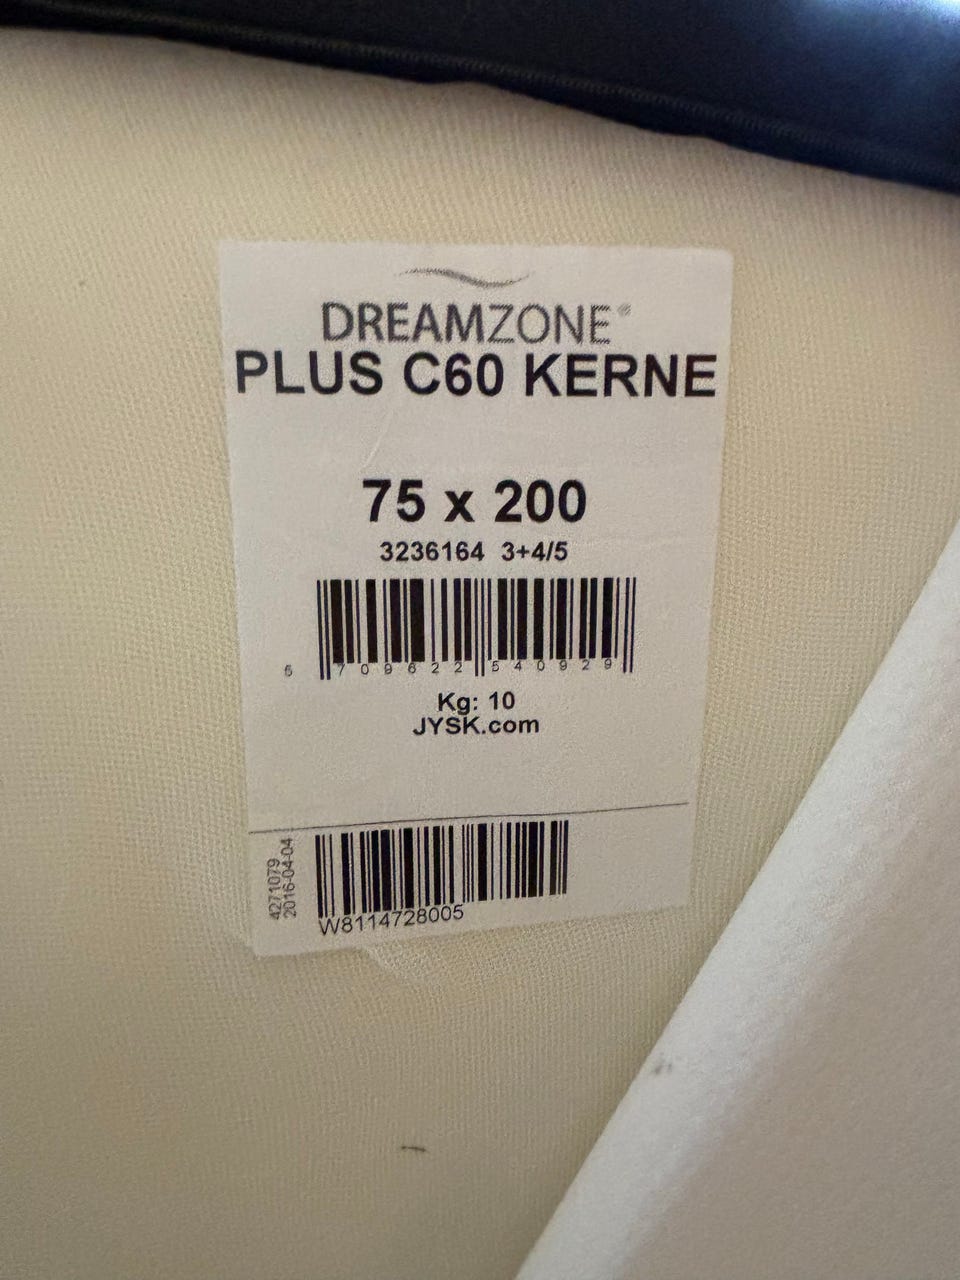 DREAMZONE®
PLUS C60 KERNE
75 x 200
3236164 3+4/5
5 709622 540929
Kg: 10
JYSK.com
4271079
2016-04-04
W8114728005